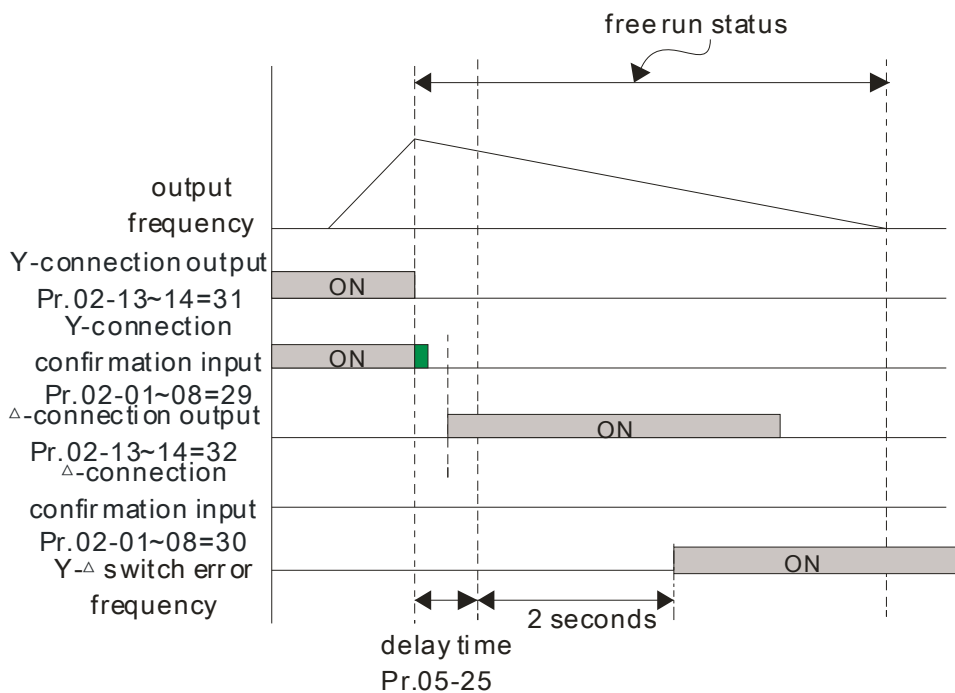 free run status
output
frequency
Y-connection output
ON
Pr.02-13~14=31
Y-connection
confirmation input
ON
Pr.02-01~08=29
△-connection output
ON
Pr.02-13~14=32
△-connection
confirmation input
Pr.02-01~08=30
Y-△ switch error
ON
frequency
2 seconds
delay time
Pr.05-25